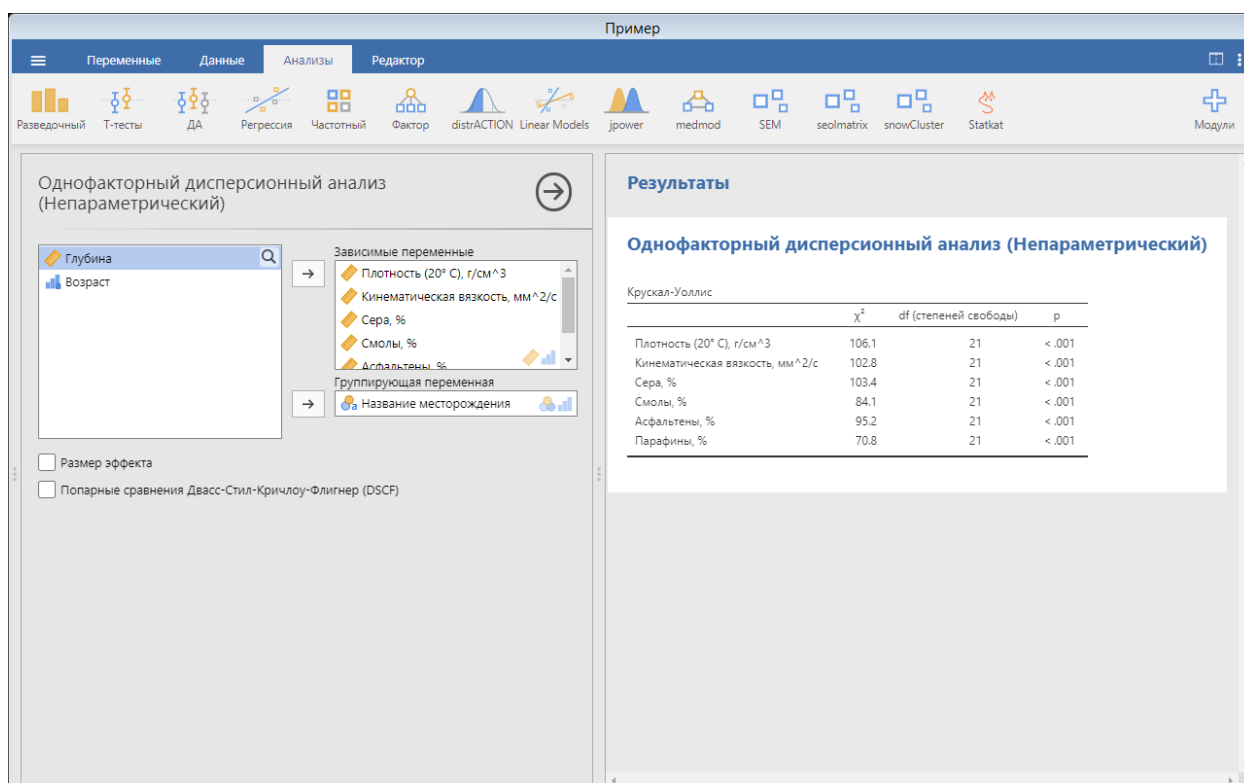 Пример
Переменные Данные Анализы Редактор
Разведочный Т-тесты ДА Регрессия Частотный Фактор distrACTION Linear Models jpower medmod SEM seolmatrix snowCluster Statkat Модули
Однофакторный дисперсионный анализ
(Непараметрический)
Глубина
Возраст
Зависимые переменные
Плотность (20° C), г/см^3
Кинематическая вязкость, мм^2/с
Сера, %
Смолы, %
Асфальтены, %
Группирующая переменная
a Название месторождения
Размер эффекта
Попарные сравнения Двасс-Стил-Кричлоу-Флигнер (DSCF)
Результаты
Однофакторный дисперсионный анализ (Непараметрический)
Крускал-Уоллис
χ² df (степеней свободы) p
Плотность (20° C), г/см^3 106.1 21 < .001
Кинематическая вязкость, мм^2/с 102.8 21 < .001
Сера, % 103.4 21 < .001
Смолы, % 84.1 21 < .001
Асфальтены, % 95.2 21 < .001
Парафины, % 70.8 21 < .001